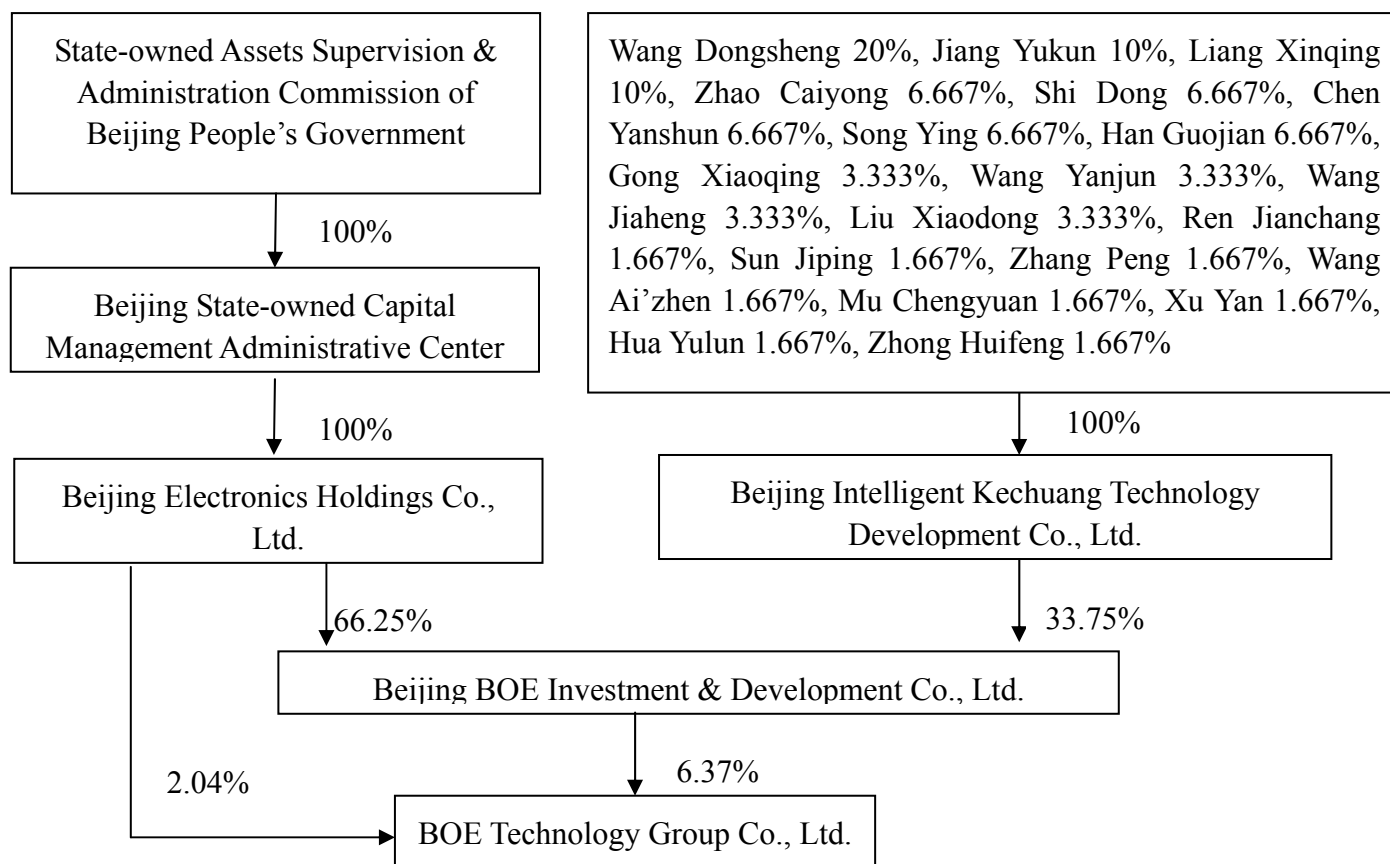 State-owned Assets Supervision &
Administration Commission of
Beijing People’s Government
Wang Dongsheng 20%, Jiang Yukun 10%, Liang Xinqing
10%, Zhao Caiyong 6.667%, Shi Dong 6.667%, Chen
Yanshun 6.667%, Song Ying 6.667%, Han Guojian 6.667%,
Gong Xiaoqing 3.333%, Wang Yanjun 3.333%, Wang
Jiaheng 3.333%, Liu Xiaodong 3.333%, Ren Jianchang
1.667%, Sun Jiping 1.667%, Zhang Peng 1.667%, Wang
Ai’zhen 1.667%, Mu Chengyuan 1.667%, Xu Yan 1.667%,
Hua Yulun 1.667%, Zhong Huifeng 1.667%
100%
Beijing State-owned Capital
Management Administrative Center
100%
100%
Beijing Electronics Holdings Co.,
Ltd.
Beijing Intelligent Kechuang Technology
Development Co., Ltd.
66.25%
33.75%
Beijing BOE Investment & Development Co., Ltd.
2.04%
6.37%
BOE Technology Group Co., Ltd.